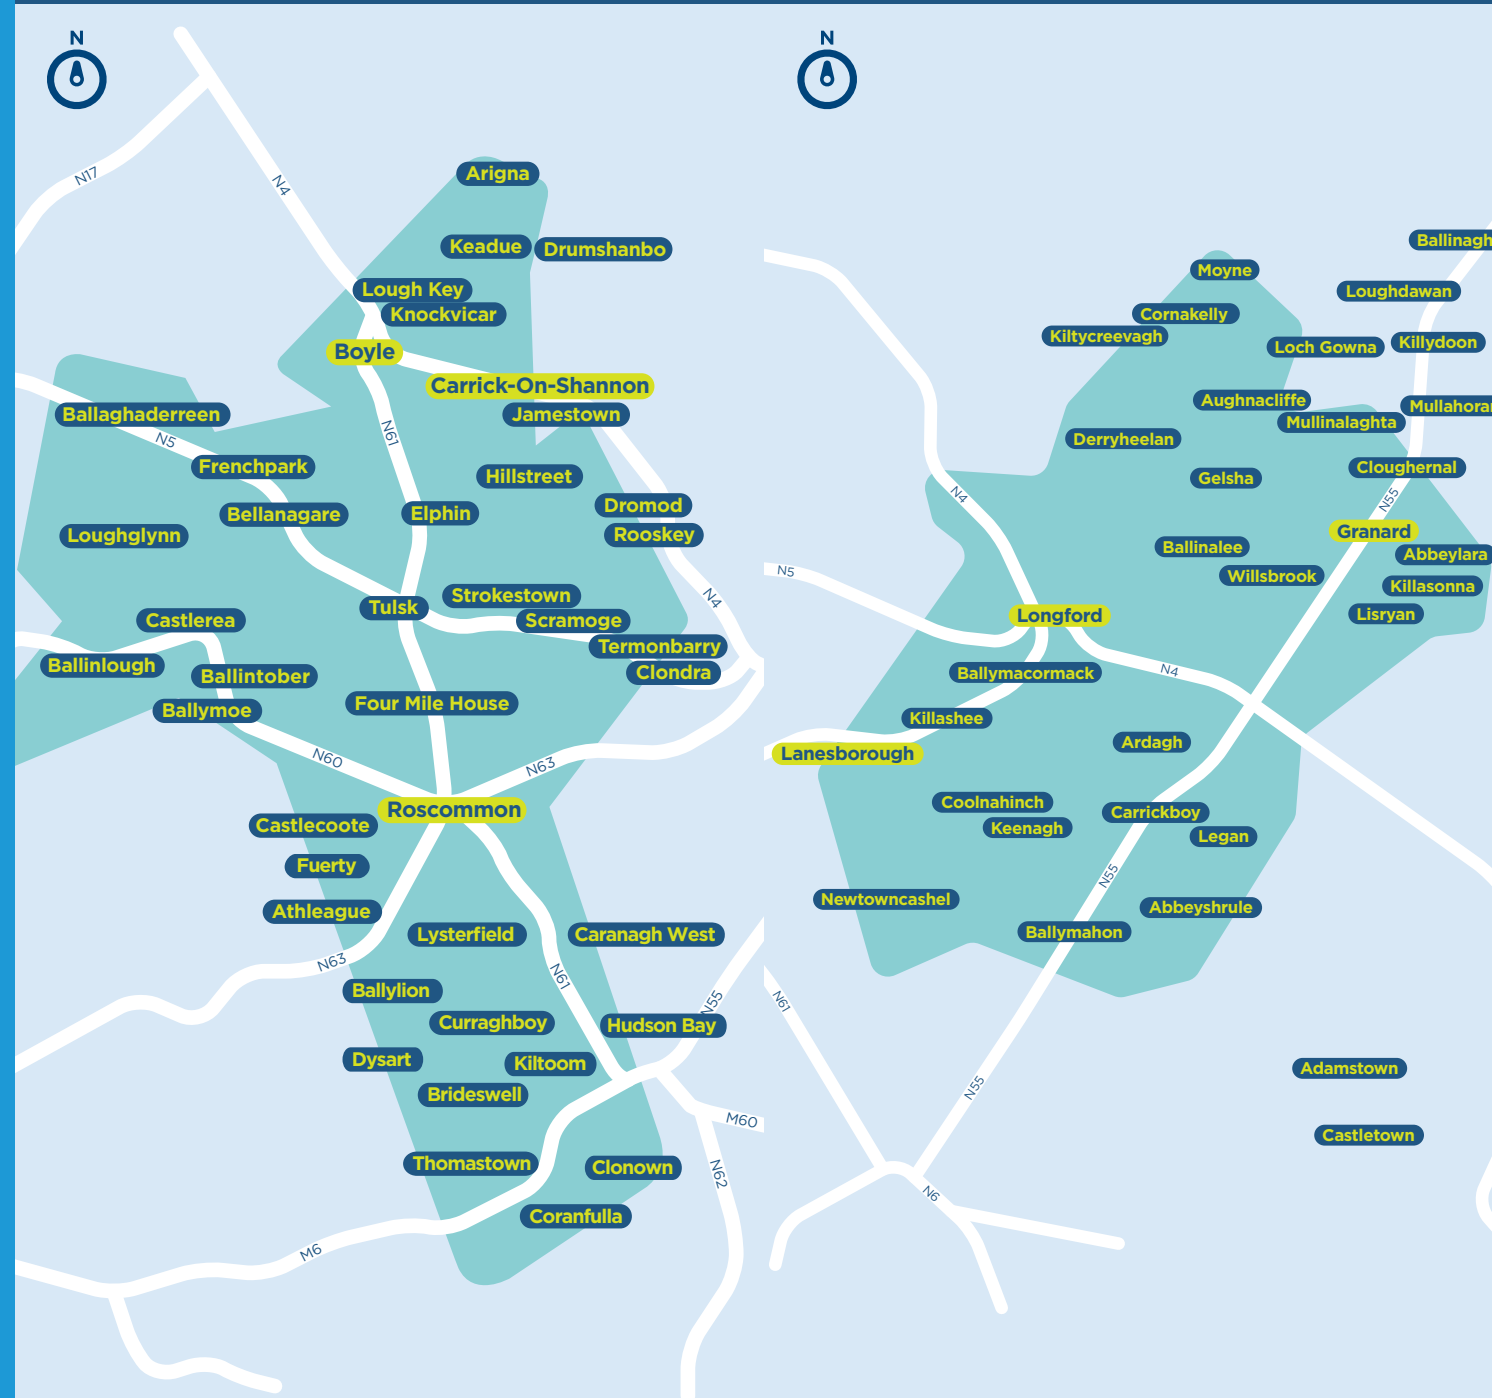 N
N17
N4
Arigna
Keadue
Drumshanbo
Lough Key
Knockvicar
Boyle
Carrick-On-Shannon
Jamestown
Ballaghaderreen
N5
N61
Frenchpark
Hillstreet
Bellanagare
Elphin
Dromod
Rooskey
Loughglynn
Strokestown
N4
Tulsk
Castlerea
Scramoge
Termonbarry
Ballinlough
Ballintober
Clondra
Ballymoe
Four Mile House
N60
N63
Roscommon
Castlecoote
Fuerty
Athleague
Lysterfield
Caranagh West
N63
N61
Ballylion
N55
Curraghboy
Hudson Bay
Dysart
Kiltoom
Brideswell
M60
Thomastown
Clonown
N62
Coranfulla
M6
N
Ballinagh
Moyne
Loughdawan
Cornakelly
Kiltycreevagh
Loch Gowna
Killydoon
Aughnacliffe
Mullahoran
Mullinalaghta
Derryheelan
Cloughernal
Gelsha
N4
N55
Granard
Ballinalee
Abbeylara
N5
Willsbrook
Killasonna
Longford
Lisryan
Ballymacormack
N4
Killashee
Ardagh
Lanesborough
Coolnahinch
Carrickboy
Keenagh
Legan
N55
Newtowncashel
Abbeyshrule
Ballymahon
N61
Adamstown
N55
Castletown
N6